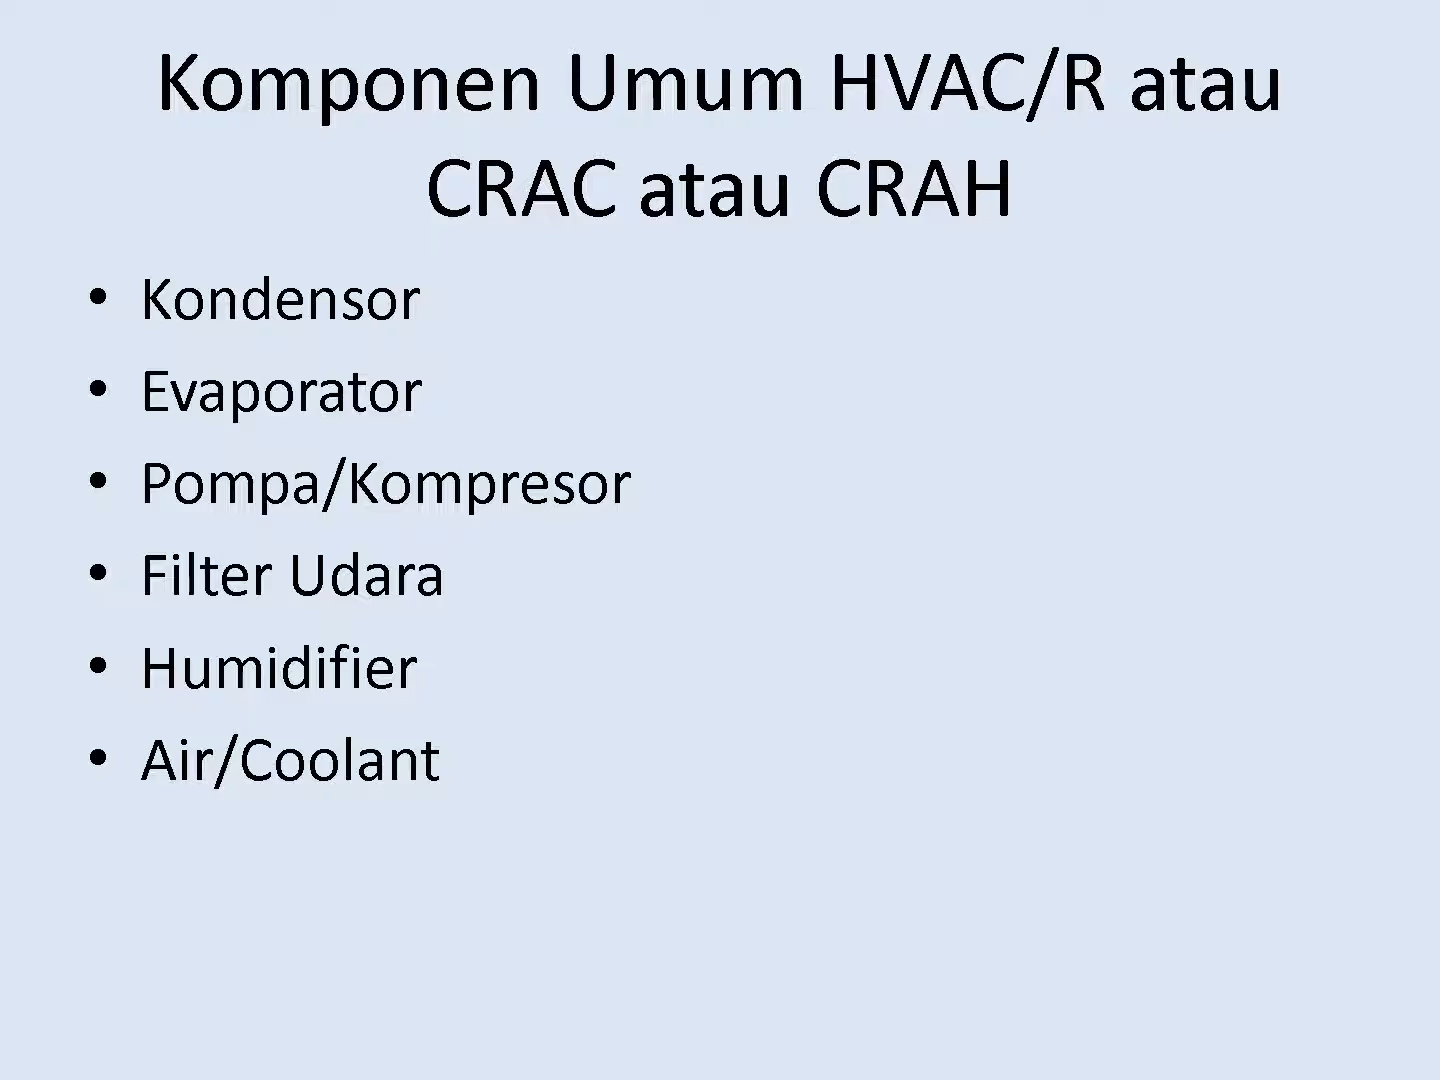 Komponen Umum HVAC/R atau
CRAC atau CRAH
• Kondensor
• Evaporator
• Pompa/Kompresor
• Filter Udara
• Humidifier
• Air/Coolant